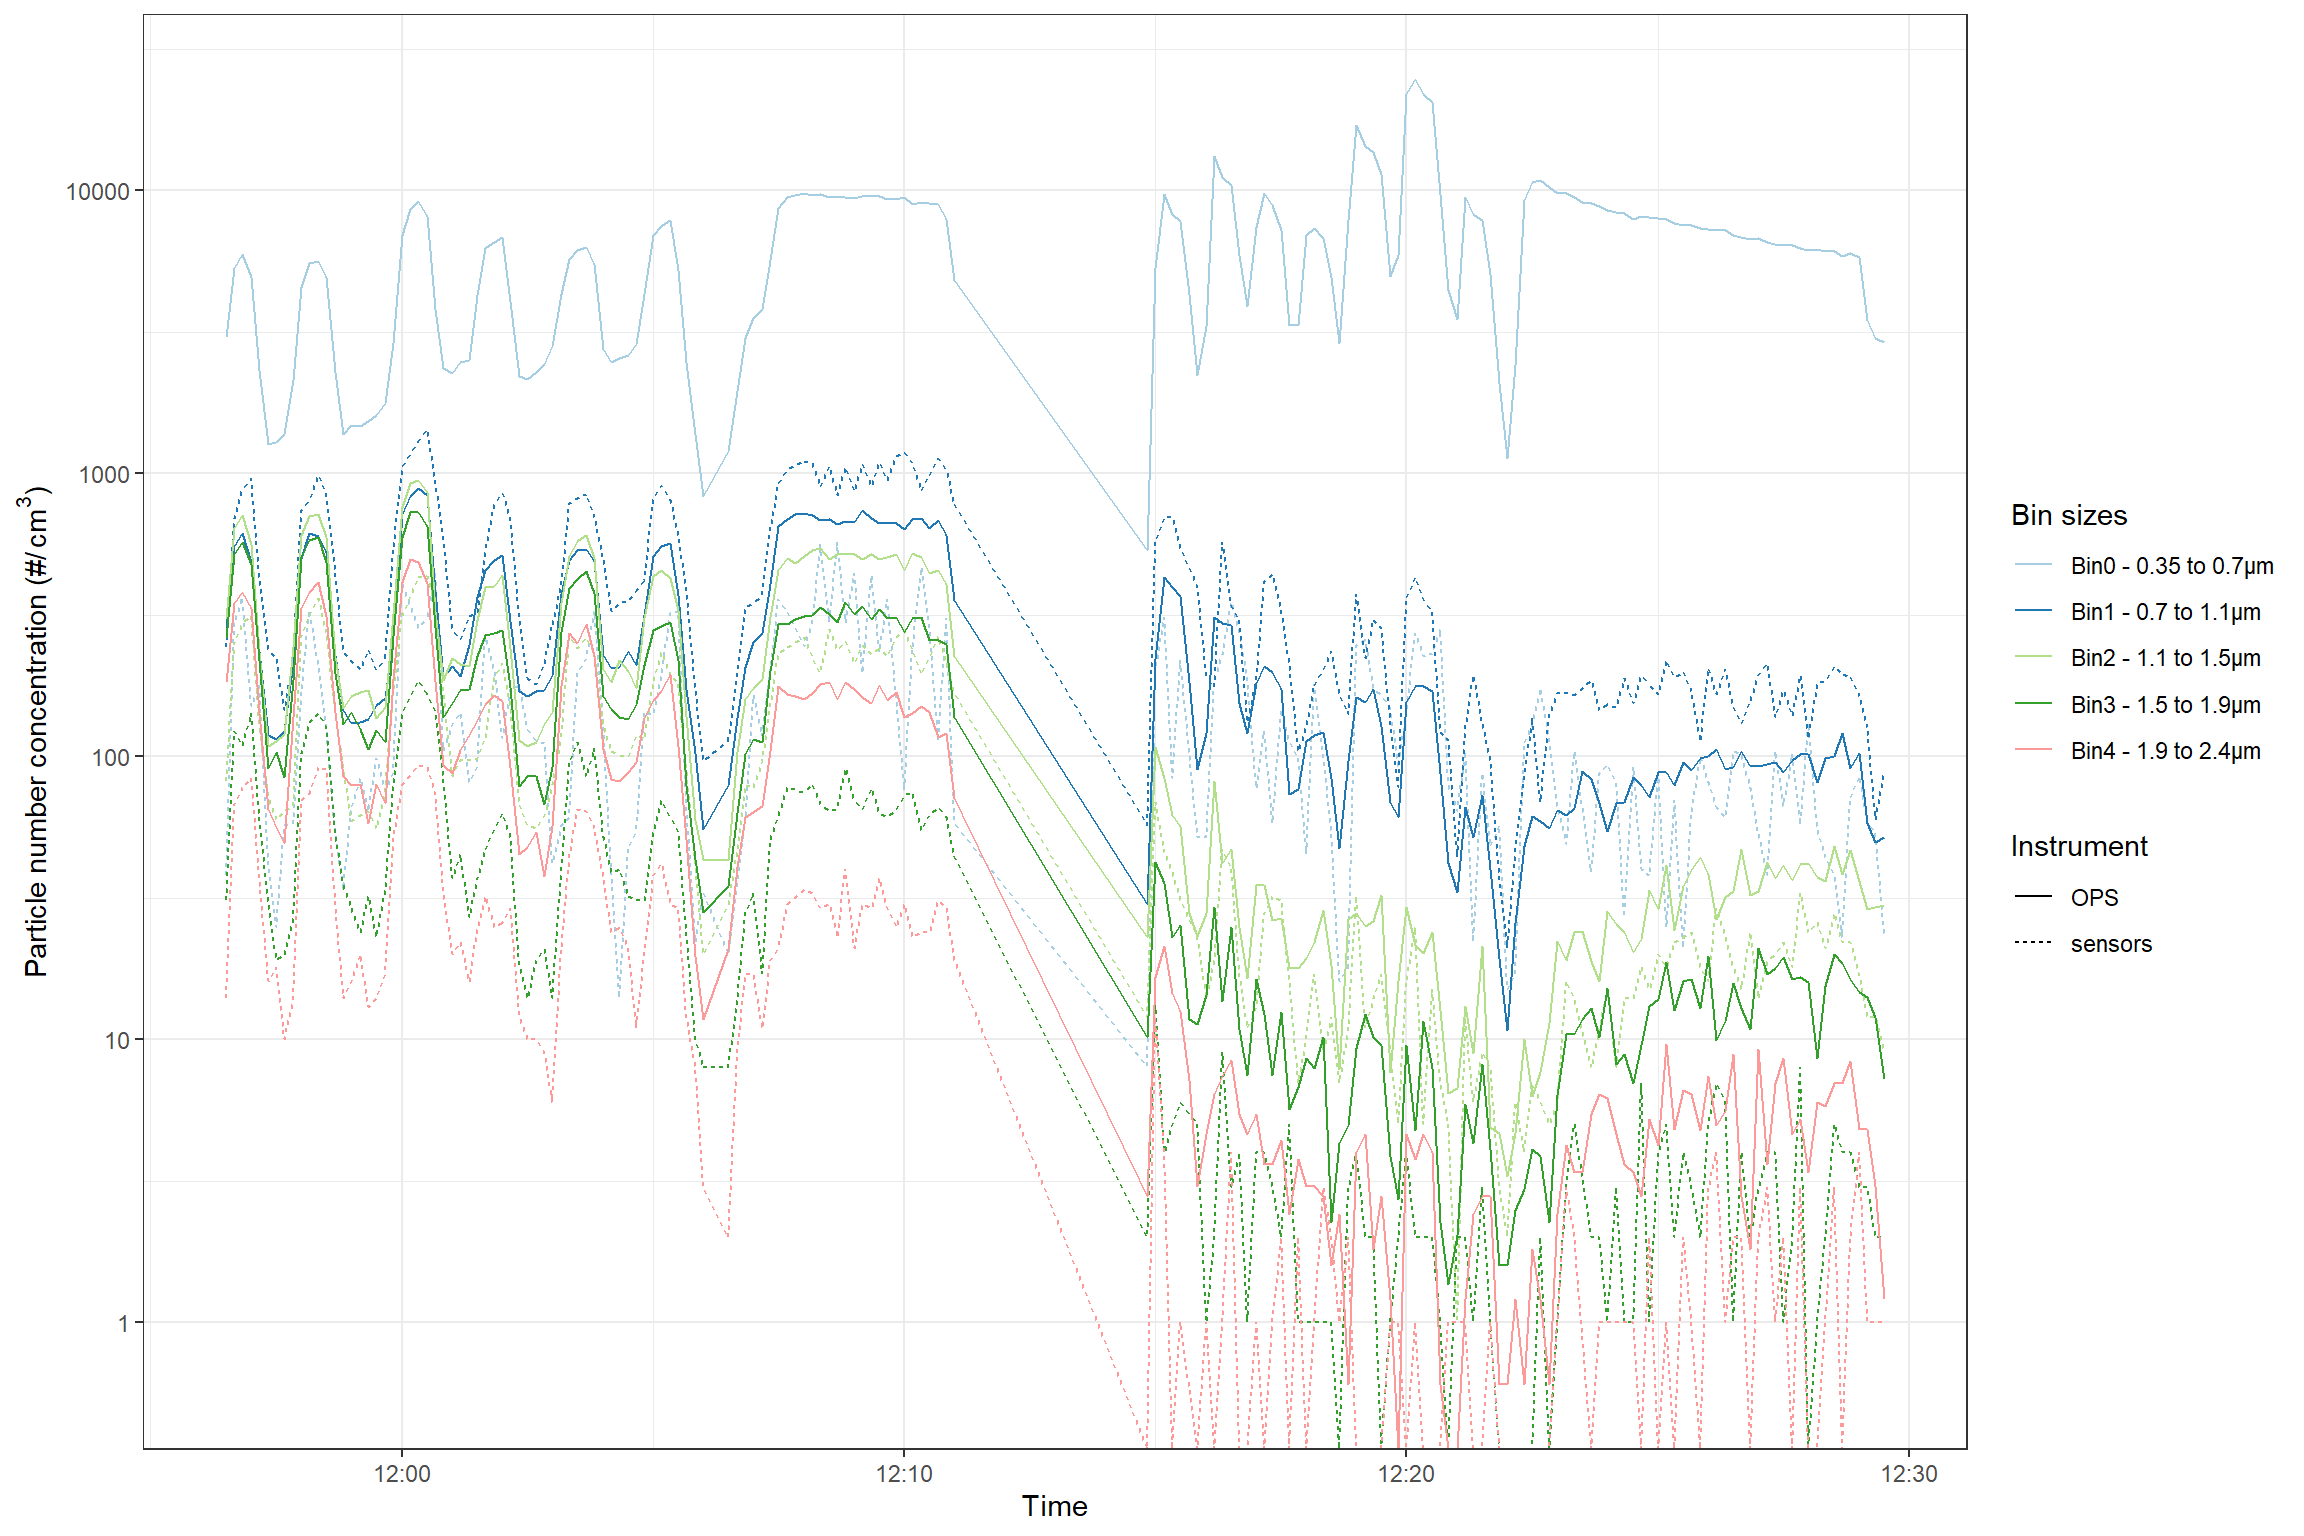 Particle number concentration (#/cm³)
10000
1000
100
10
1
12:00
12:10
12:20
12:30
Time
Bin sizes
Bin0 - 0.35 to 0.7µm
Bin1 - 0.7 to 1.1µm
Bin2 - 1.1 to 1.5µm
Bin3 - 1.5 to 1.9µm
Bin4 - 1.9 to 2.4µm
Instrument
OPS
sensors